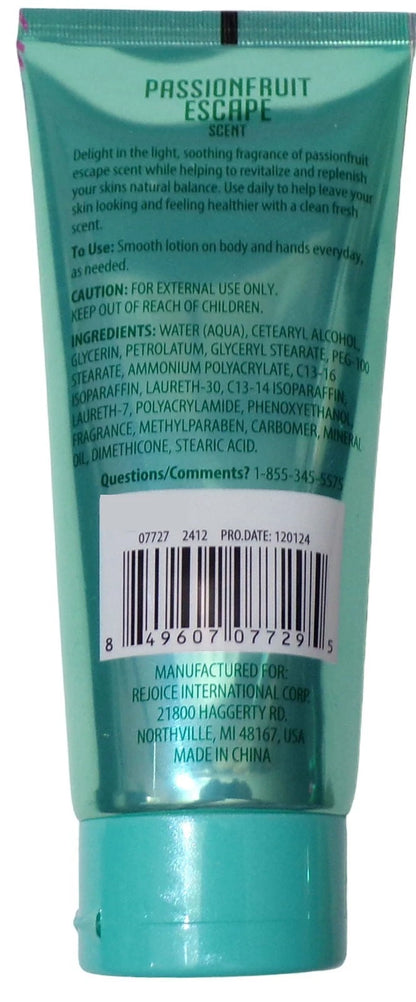 PASSIONFRUIT
ESCAPE
SCENT
Delight in the light, soothing fragrance of passionfruit
escape scent while helping to revitalize and replenish
your skins natural balance. Use daily to help leave your
skin looking and feeling healthier with a clean fresh
scent.
To Use: Smooth lotion on body and hands everyday,
as needed.
CAUTION: FOR EXTERNAL USE ONLY.
KEEP OUT OF REACH OF CHILDREN.
INGREDIENTS: WATER (AQUA), CETEARYL ALCOHOL,
GLYCERIN, PETROLATUM, GLYCERYL STEARATE, PEG-100
STEARATE, AMMONIUM POLYACRYLATE, C13-16
ISOPARAFFIN, LAURETH-30, C13-14 ISOPARAFFIN,
LAURETH-7, POLYACRYLAMIDE, PHENOXYETHANOL,
FRAGRANCE, METHYLPARABEN, CARBOMER, MINERAL
OIL, DIMETHICONE, STEARIC ACID.
Questions/Comments? 1-855-345-5575
07727 2412 PRO.DATE: 120124
8 49607 07729 5
MANUFACTURED FOR:
REJOICE INTERNATIONAL CORP.
21800 HAGGERTY RD.
NORTHVILLE, MI 48167, USA
MADE IN CHINA